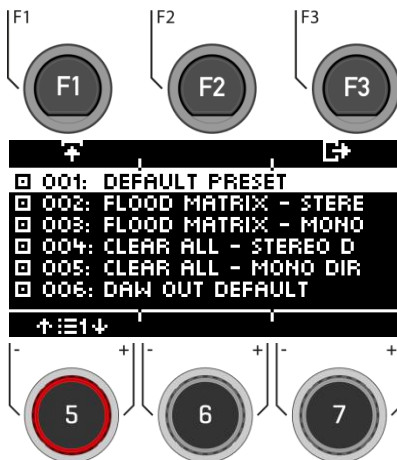 F1 F2 F3
F1 F2 F3
001: DEFAULT PRESET
002: FLOOD MATRIX - STERE
003: FLOOD MATRIX - MONO
004: CLEAR ALL - STEREO D
005: CLEAR ALL - MONO DIR
006: DAW OUT DEFAULT
1
- + - + - +
5 6 7